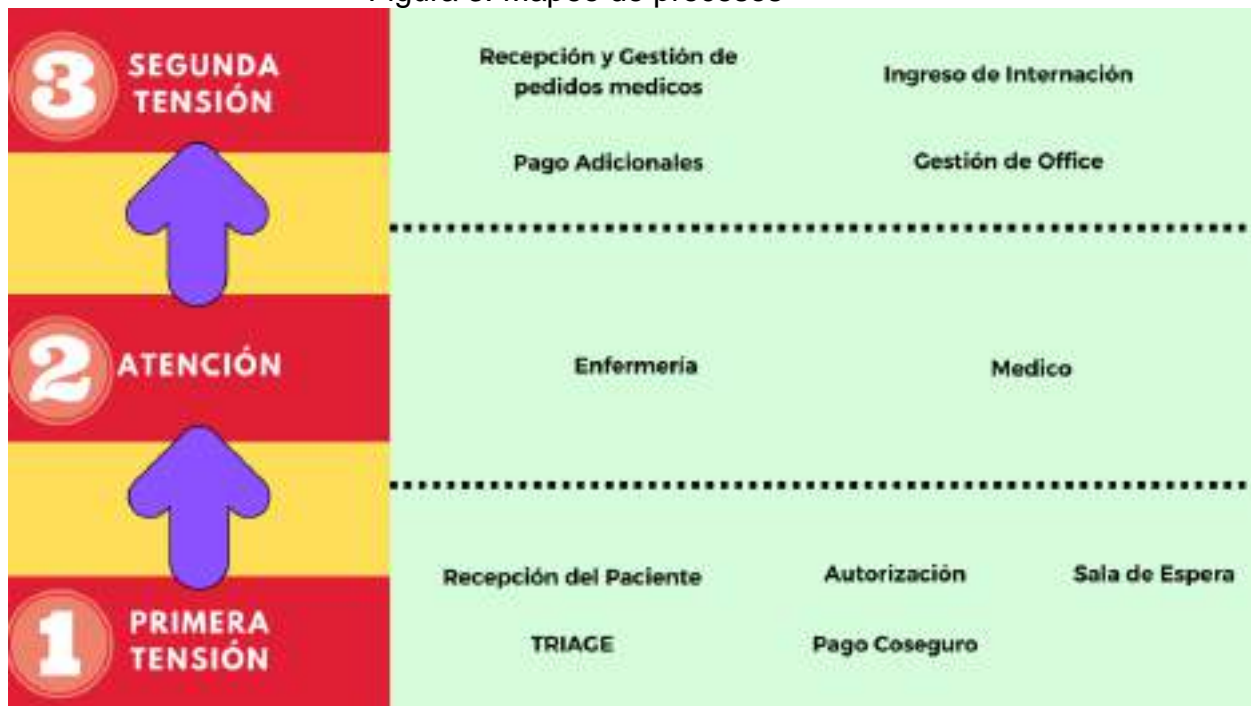 3
SEGUNDA
TENSIÓN
Recepción y Gestión de
pedidos medicos
Ingreso de Internación
Pago Adicionales
Gestión de Office
2
ATENCIÓN
Enfermería
Medico
1
PRIMERA
TENSIÓN
Recepción del Paciente
Autorización
Sala de Espera
TRIAGE
Pago Coseguro